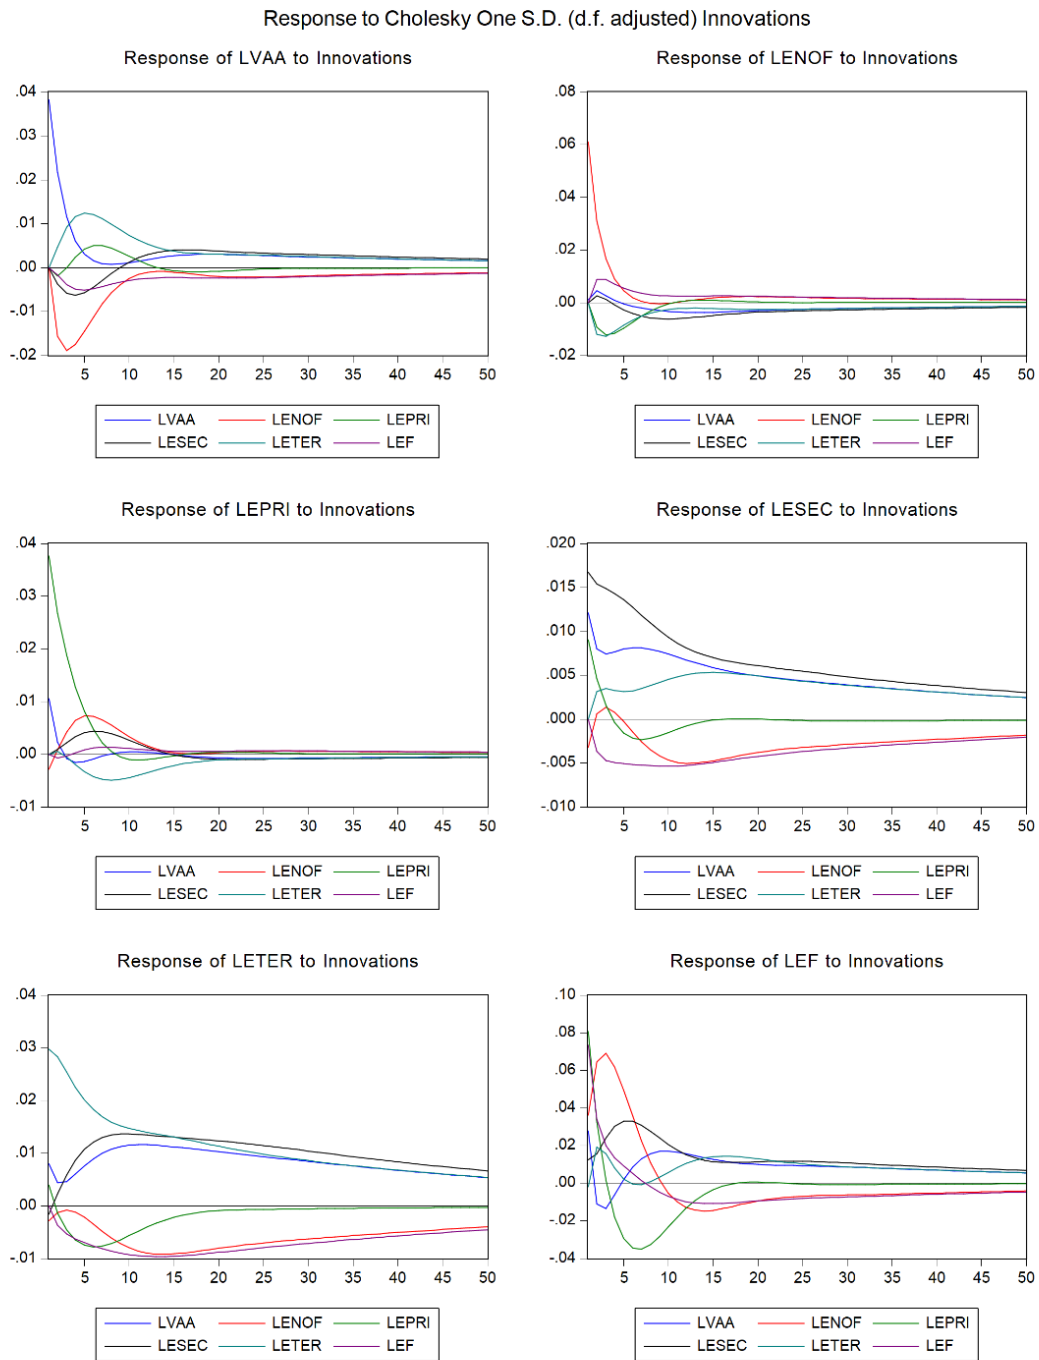 Response to Cholesky One S.D. (d.f. adjusted) Innovations
Response of LVAA to Innovations
.04
.03
.02
.01
.00
-.01
-.02
5 10 15 20 25 30 35 40 45 50
LVAA LENOF LEPRI
LESEC LETER LEF
Response of LENOF to Innovations
.08
.06
.04
.02
.00
-.02
5 10 15 20 25 30 35 40 45 50
LVAA LENOF LEPRI
LESEC LETER LEF
Response of LEPRI to Innovations
.04
.03
.02
.01
.00
-.01
5 10 15 20 25 30 35 40 45 50
LVAA LENOF LEPRI
LESEC LETER LEF
Response of LESEC to Innovations
.020
.015
.010
.005
.000
-.005
-.010
5 10 15 20 25 30 35 40 45 50
LVAA LENOF LEPRI
LESEC LETER LEF
Response of LETER to Innovations
.04
.03
.02
.01
.00
-.01
5 10 15 20 25 30 35 40 45 50
LVAA LENOF LEPRI
LESEC LETER LEF
Response of LEF to Innovations
.10
.08
.06
.04
.02
.00
-.02
-.04
5 10 15 20 25 30 35 40 45 50
LVAA LENOF LEPRI
LESEC LETER LEF